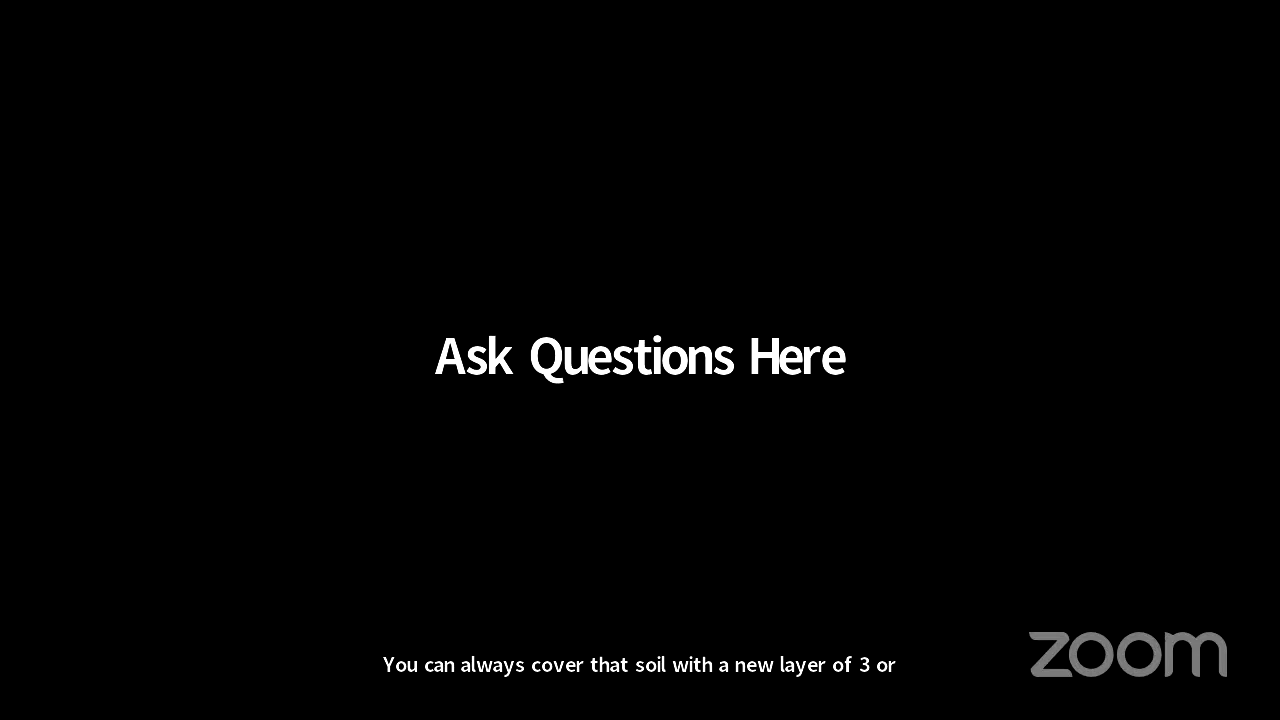 Ask Questions Here
You can always cover that soil with a new layer of 3 or
zoom